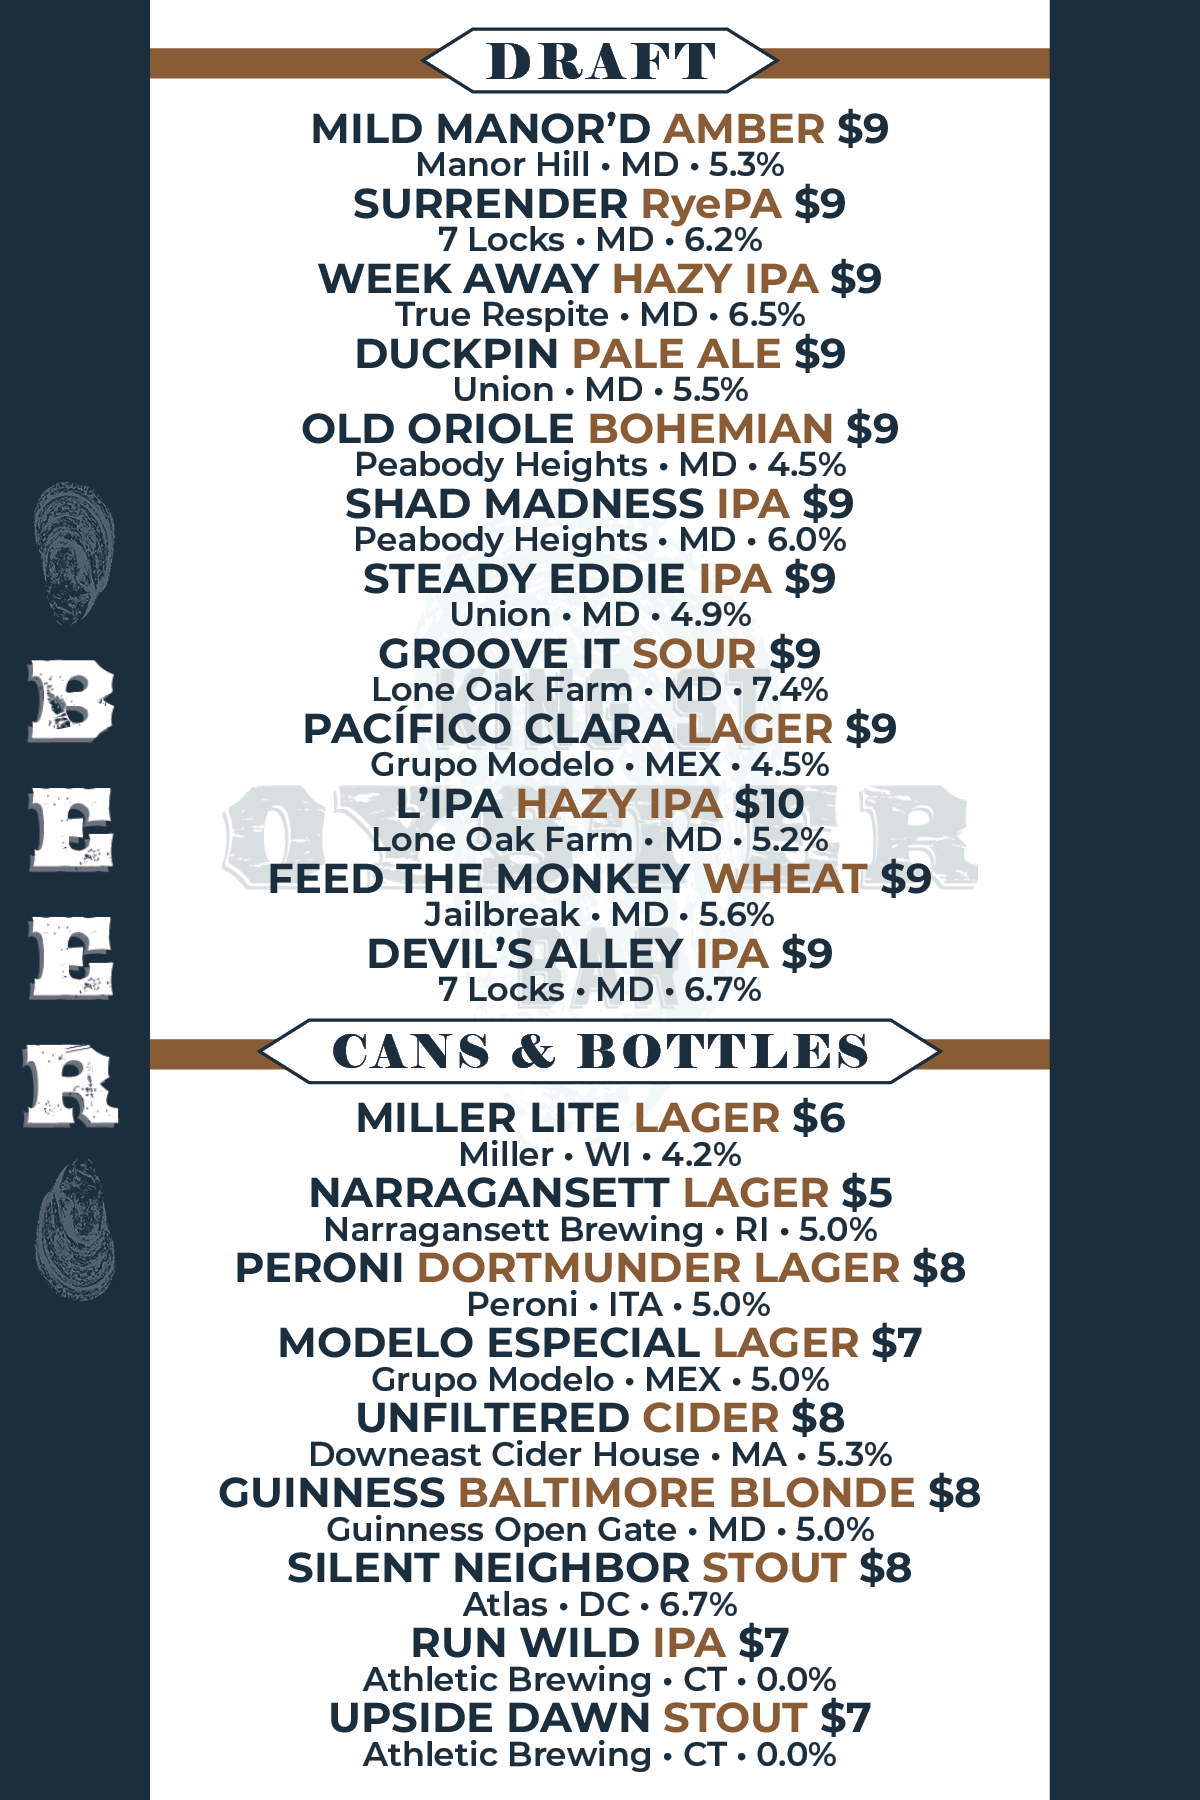 DRAFT
MILD MANOR’D AMBER $9
Manor Hill • MD • 5.3%
SURRENDER RyePA $9
7 Locks • MD • 6.2%
WEEK AWAY HAZY IPA $9
True Respite • MD • 6.5%
DUCKPIN PALE ALE $9
Union • MD • 5.5%
OLD ORIOLE BOHEMIAN $9
Peabody Heights • MD • 4.5%
SHAD MADNESS IPA $9
Peabody Heights • MD • 6.0%
STEADY EDDIE IPA $9
Union • MD • 4.9%
GROOVE IT SOUR $9
Lone Oak Farm • MD • 7.4%
PACÍFICO CLARA LAGER $9
Grupo Modelo • MEX • 4.5%
L’IPA HAZY IPA $10
Lone Oak Farm • MD • 5.2%
FEED THE MONKEY WHEAT $9
Jailbreak • MD • 5.6%
DEVIL’S ALLEY IPA $9
7 Locks • MD • 6.7%
CANS & BOTTLES
MILLER LITE LAGER $6
Miller • WI • 4.2%
NARRAGANSETT LAGER $5
Narragansett Brewing • RI • 5.0%
PERONI DORTMUNDER LAGER $8
Peroni • ITA • 5.0%
MODELO ESPECIAL LAGER $7
Grupo Modelo • MEX • 5.0%
UNFILTERED CIDER $8
Downeast Cider House • MA • 5.3%
GUINNESS BALTIMORE BLONDE $8
Guinness Open Gate • MD • 5.0%
SILENT NEIGHBOR STOUT $8
Atlas • DC • 6.7%
RUN WILD IPA $7
Athletic Brewing • CT • 0.0%
UPSIDE DAWN STOUT $7
Athletic Brewing • CT • 0.0%
BEER
KING ST
OYSTER
BAR